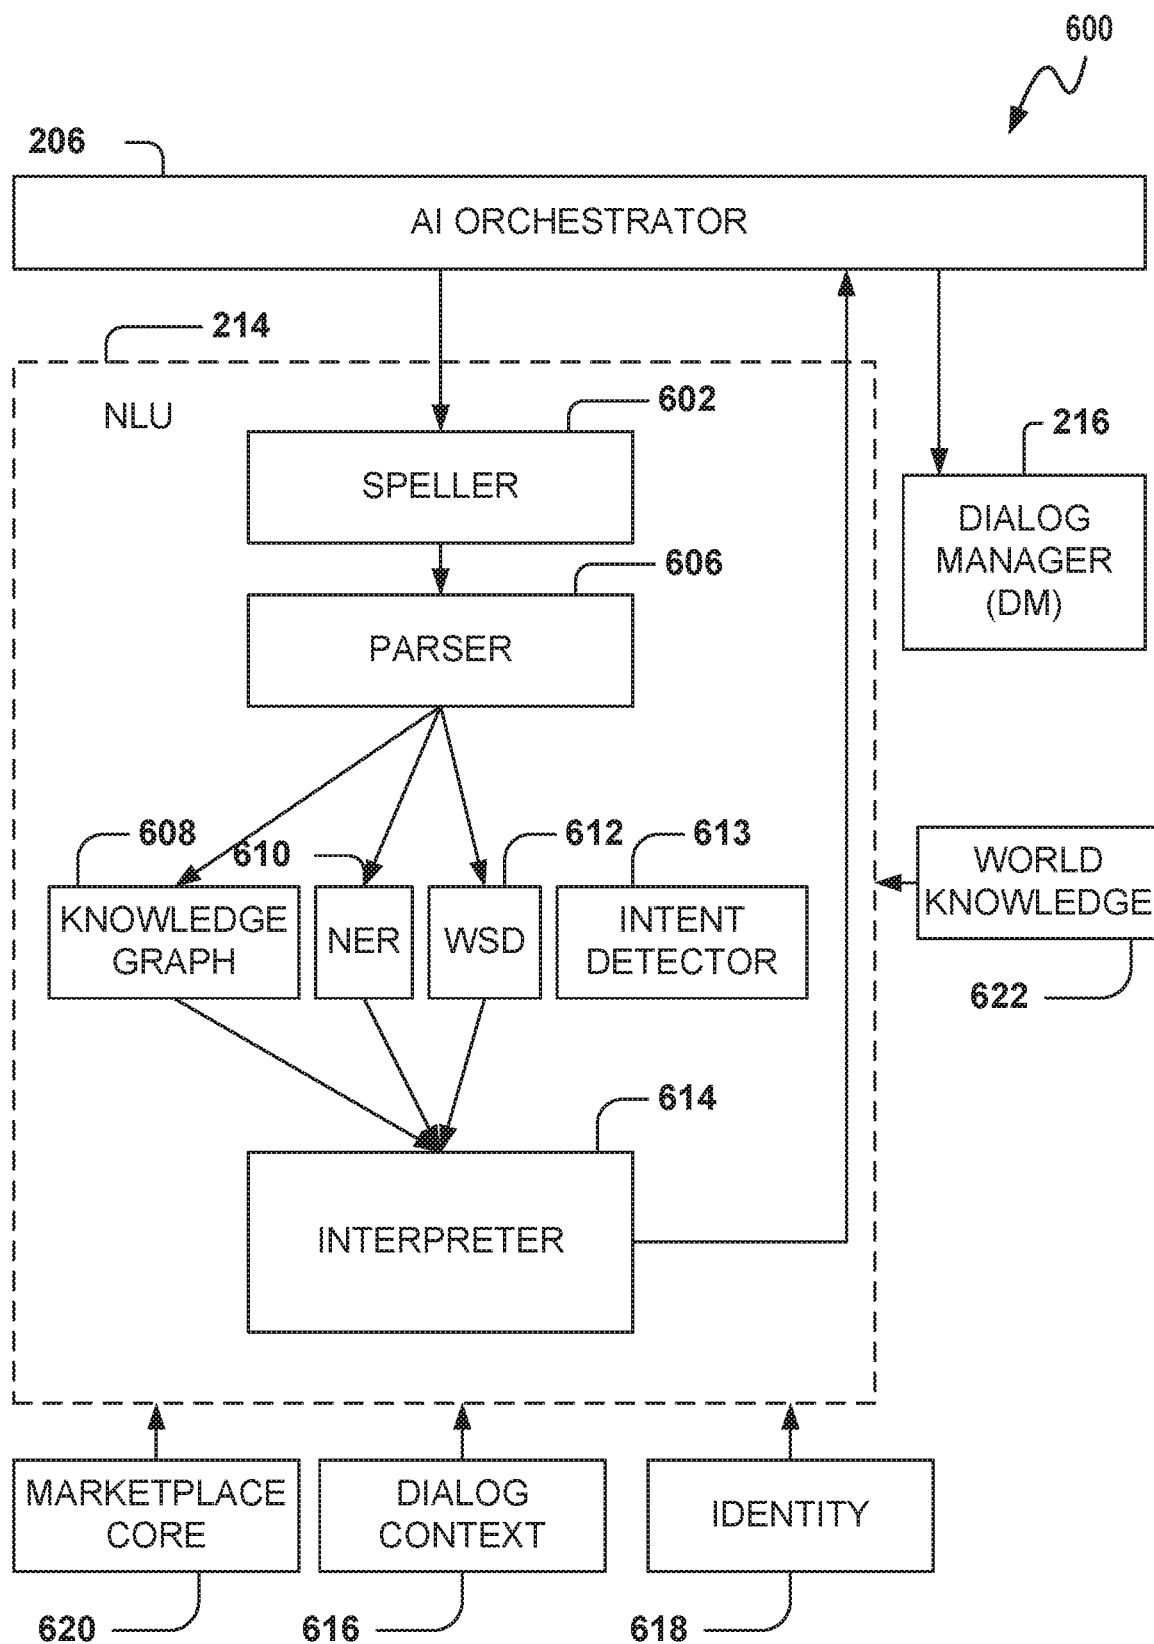 600
206
AI ORCHESTRATOR
214
NLU
602
SPELLER
216
DIALOG
MANAGER
(DM)
606
PARSER
608
610
612
613
KNOWLEDGE
GRAPH
NER
WSD
INTENT
DETECTOR
WORLD
KNOWLEDGE
622
614
INTERPRETER
MARKETPLACE
CORE
DIALOG
CONTEXT
IDENTITY
620
616
618